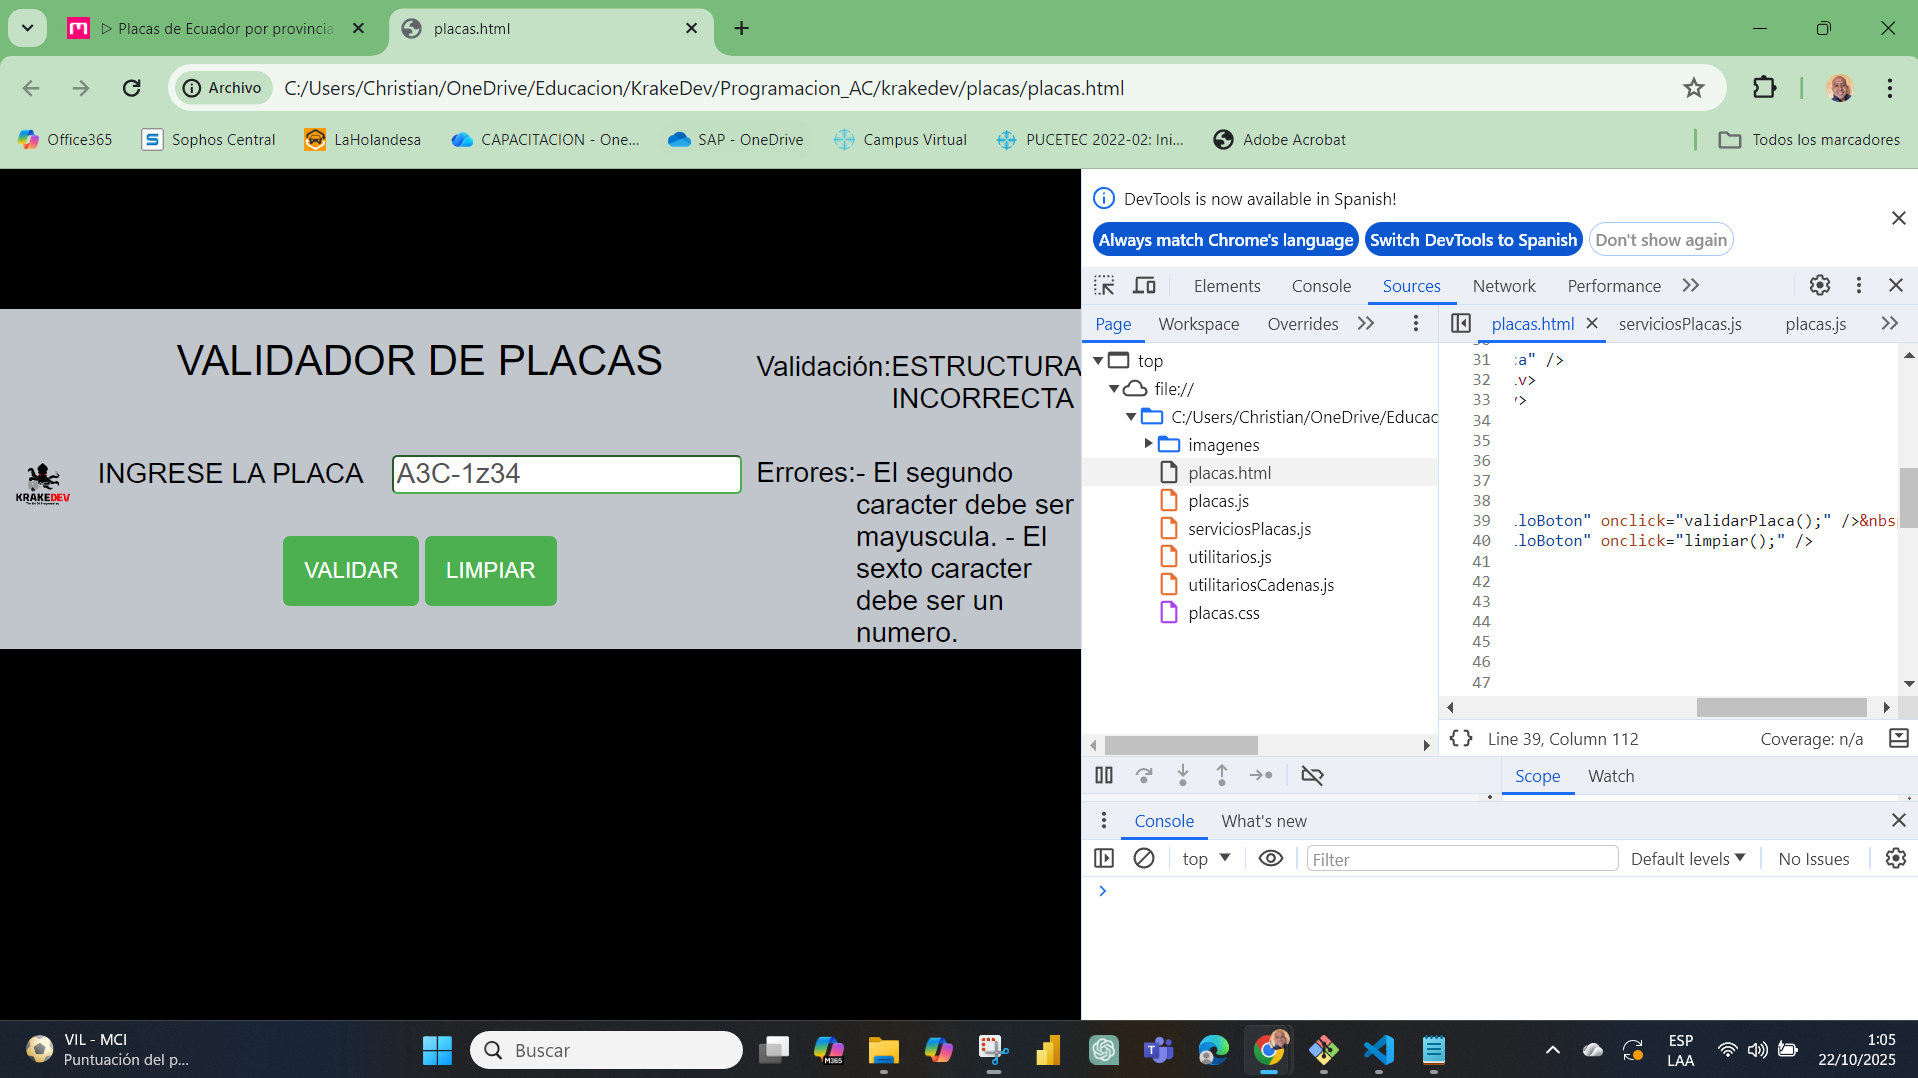 ▷ Placas de Ecuador por provincia
placas.html
Archivo
C:/Users/Christian/OneDrive/Educacion/KrakeDev/Programacion_AC/krakedev/placas/placas.html
Office365
Sophos Central
LaHolandesa
CAPACITACION - One...
SAP - OneDrive
Campus Virtual
PUCETEC 2022-02: Ini...
Adobe Acrobat
Todos los marcadores
VALIDADOR DE PLACAS
Validación:ESTRUCTURA
INCORRECTA
KRAKEDEV
INGRESE LA PLACA
A3C-1z34
Errores:- El segundo
caracter debe ser
mayuscula. - El
sexto caracter
debe ser un
numero.
VALIDAR
LIMPIAR
DevTools is now available in Spanish!
Always match Chrome's language
Switch DevTools to Spanish
Don't show again
Elements
Console
Sources
Network
Performance
Page
Workspace
Overrides
placas.html
serviciosPlacas.js
placas.js
top
file://
C:/Users/Christian/OneDrive/Educac
imagenes
placas.html
placas.js
serviciosPlacas.js
utilitarios.js
utilitariosCadenas.js
placas.css
31 :a" />
32 .v>
33 >
34
35
36
37
38
39 loBoton" onclick="validarPlaca();" />&nbs
40 loBoton" onclick="limpiar();" />
41
42
43
44
45
46
47
{} Line 39, Column 112
Coverage: n/a
Scope
Watch
Console
What's new
top
Filter
Default levels
No Issues
VIL - MCI
Puntuación del p...
Buscar
M365
ESP
LAA
1:05
22/10/2025